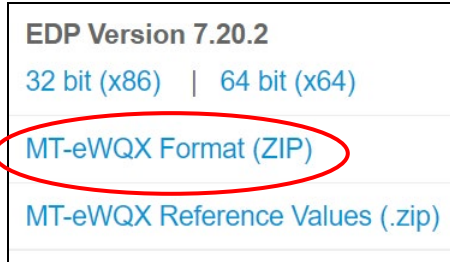 EDP Version 7.20.2
32 bit (x86) | 64 bit (x64)
MT-eWQX Format (ZIP)
MT-eWQX Reference Values (.zip)